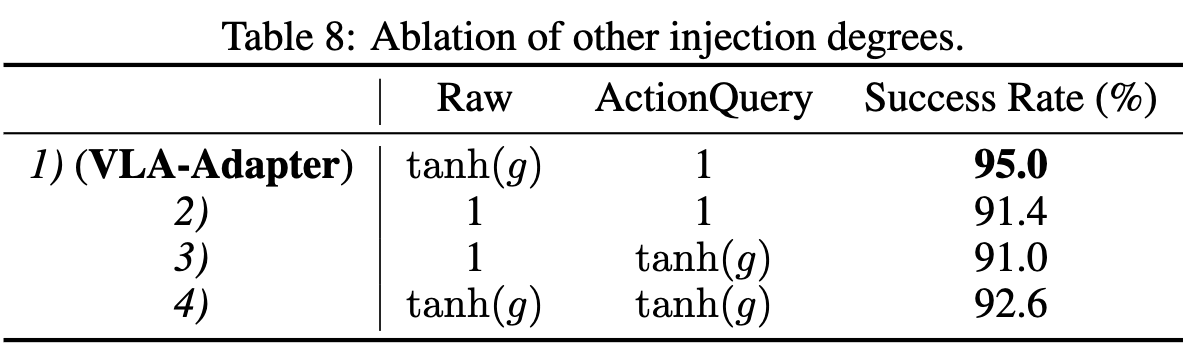 Table 8: Ablation of other injection degrees.
Raw ActionQuery Success Rate (%)
1) (VLA-Adapter) tanh(g) 1 95.0
2) 1 1 91.4
3) 1 tanh(g) 91.0
4) tanh(g) tanh(g) 92.6